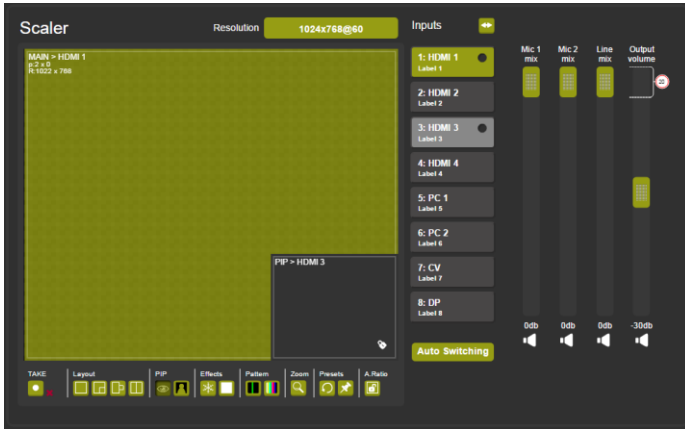 Scaler
Resolution
1024x768@60
Inputs
MAIN > HDMI 1
p:2 x 0
R:1022 x 768
PIP > HDMI 3
1: HDMI 1
Label 1
2: HDMI 2
Label 2
3: HDMI 3
Label 3
4: HDMI 4
Label 4
5: PC 1
Label 5
6: PC 2
Label 6
7: CV
Label 7
8: DP
Label 8
Auto Switching
Mic 1 mix
Mic 2 mix
Line mix
Output volume
0db
0db
0db
-30db
TAKE
Layout
PIP
Effects
Pattern
Zoom
Presets
A.Ratio